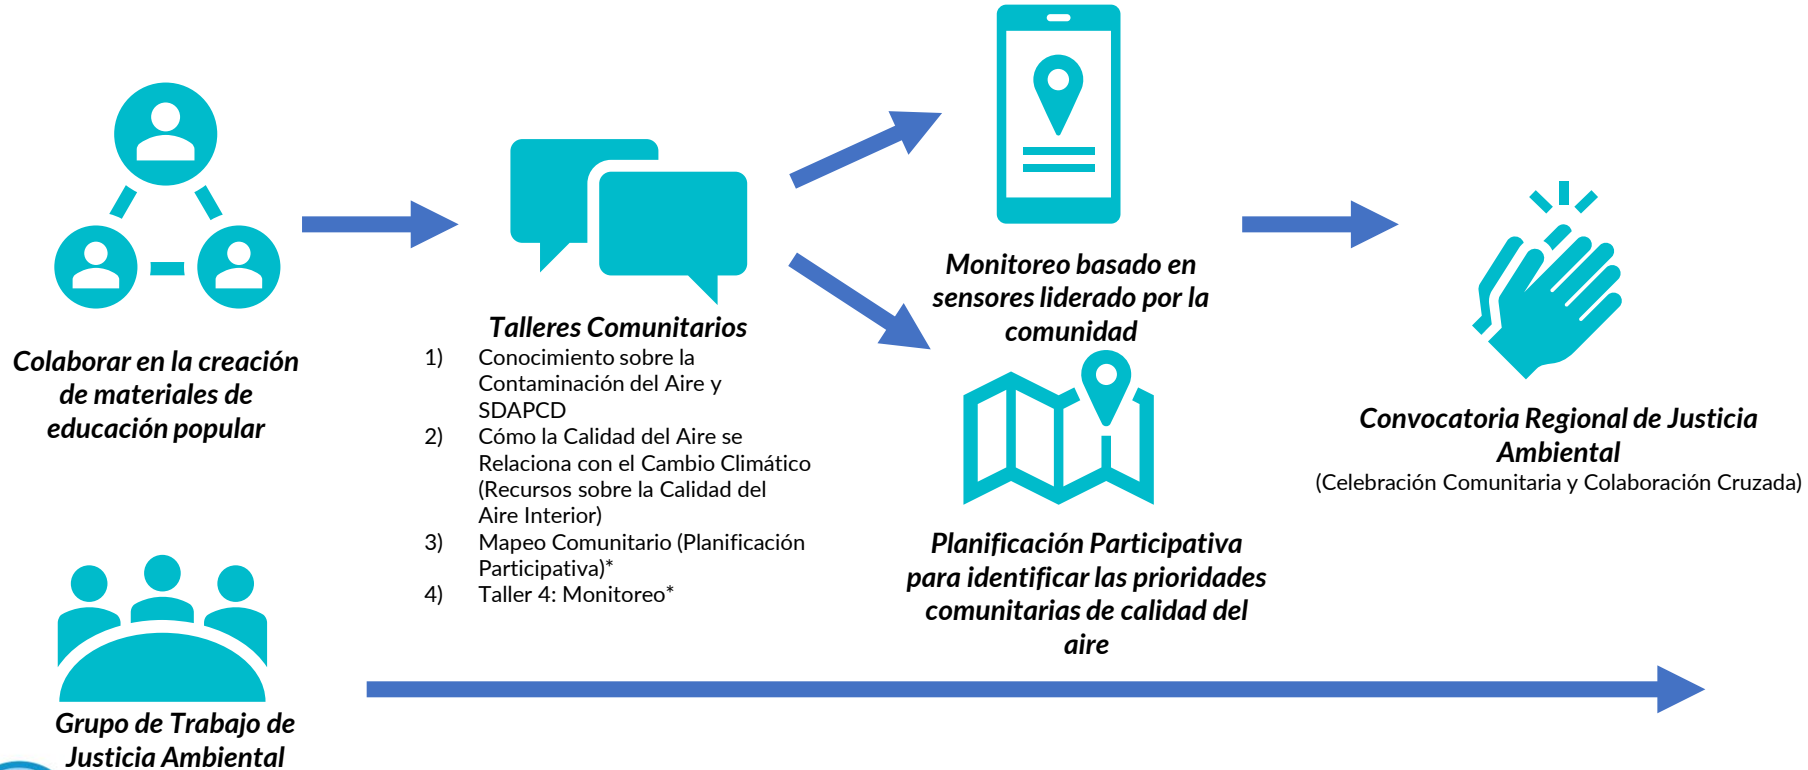 Colaborar en la creación
de materiales de
educación popular
Grupo de Trabajo de
Justicia Ambiental
Talleres Comunitarios
1) Conocimiento sobre la
Contaminación del Aire y
SDAPCD
2) Cómo la Calidad del Aire se
Relaciona con el Cambio Climático
(Recursos sobre la Calidad del
Aire Interior)
3) Mapeo Comunitario (Planificación
Participativa)*
4) Taller 4: Monitoreo*
Monitoreo basado en
sensores liderado por la
comunidad
Planificación Participativa
para identificar las prioridades
comunitarias de calidad del
aire
Convocatoria Regional de Justicia
Ambiental
(Celebración Comunitaria y Colaboración Cruzada)